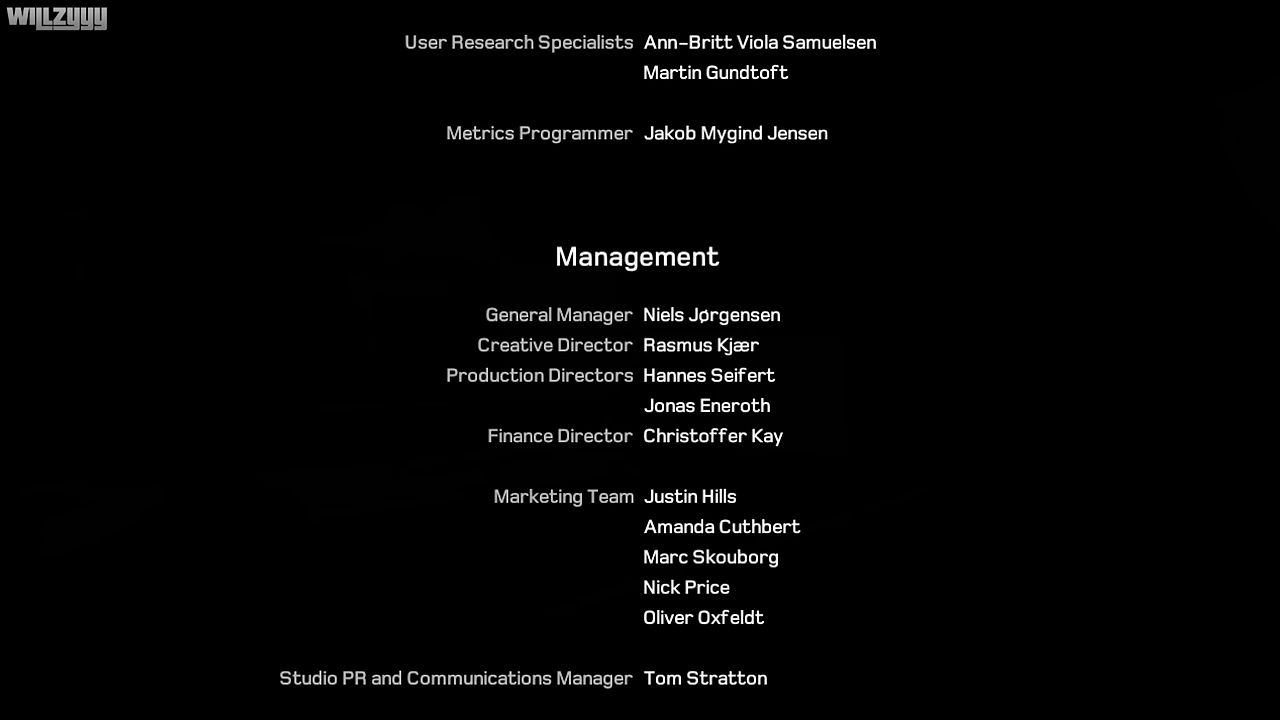 WILLZYYY
User Research Specialists Ann-Britt Viola Samuelsen
Martin Gundtoft
Metrics Programmer Jakob Mygind Jensen
Management
General Manager Niels Jørgensen
Creative Director Rasmus Kjær
Production Directors Hannes Seifert
Jonas Eneroth
Finance Director Christoffer Kay
Marketing Team Justin Hills
Amanda Cuthbert
Marc Skouborg
Nick Price
Oliver Oxfeldt
Studio PR and Communications Manager Tom Stratton